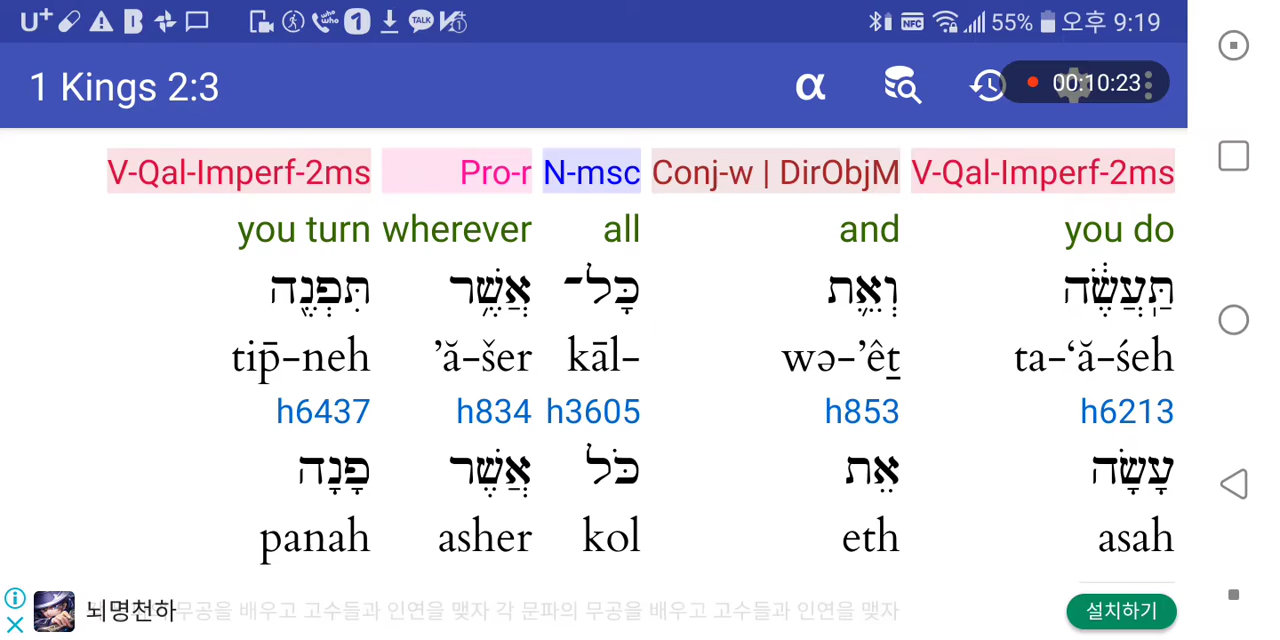 U+ 1 TALK NFC 55% 오후 9:19
1 Kings 2:3 α 00:10:23
V-Qal-Imperf-2ms Pro-r N-msc Conj-w | DirObjM V-Qal-Imperf-2ms
you turn wherever all and you do
תַּֽעֲשֶׂ֔ה וְאֵ֛ת כָּל־ אֲשֶׁ֥ר תִּפְנֶ֖ה
tip̄-neh ’ă-šer kāl- wə-’êṯ ta-‘ă-śeh
h6437 h834 h3605 h853 h6213
עָשָׂה אֵת כֹּל אֲשֶׁר פָּנָה
panah asher kol eth asah
뇌명천하 무공을 배우고 고수들과 인연을 맺자 각 문파의 무공을 배우고 고수들과 인연을 맺자 설치하기